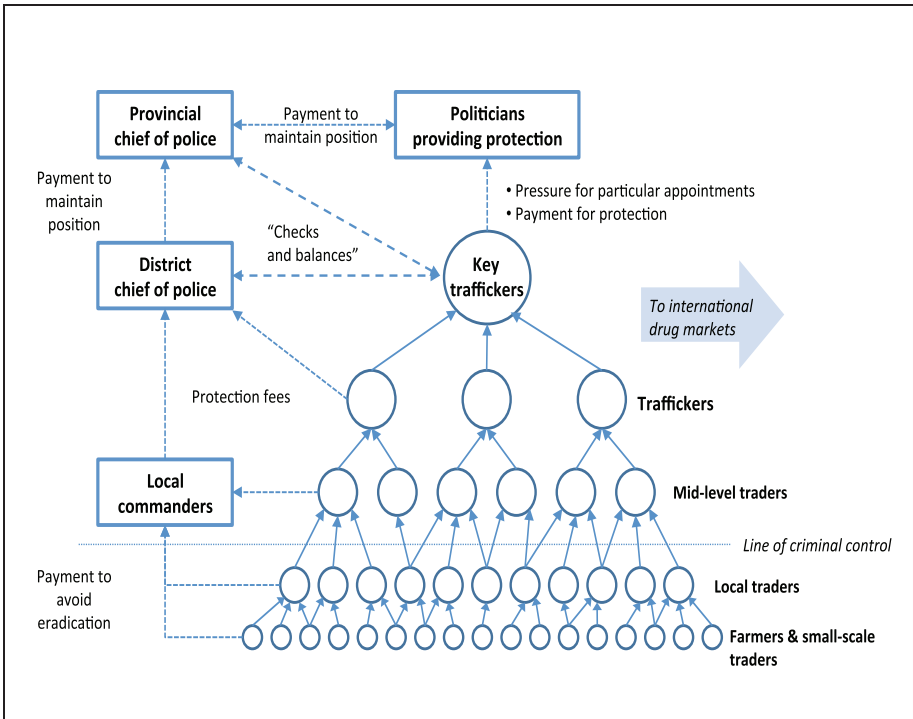 Provincial
chief of police
Payment to
maintain position
Politicians
providing protection
Payment to
maintain
position
• Pressure for particular appointments
• Payment for protection
“Checks
and balances”
District
chief of police
Key
traffickers
To international
drug markets
Protection fees
Traffickers
Local
commanders
Mid-level traders
Line of criminal control
Payment to
avoid
eradication
Local traders
Farmers & small-scale
traders